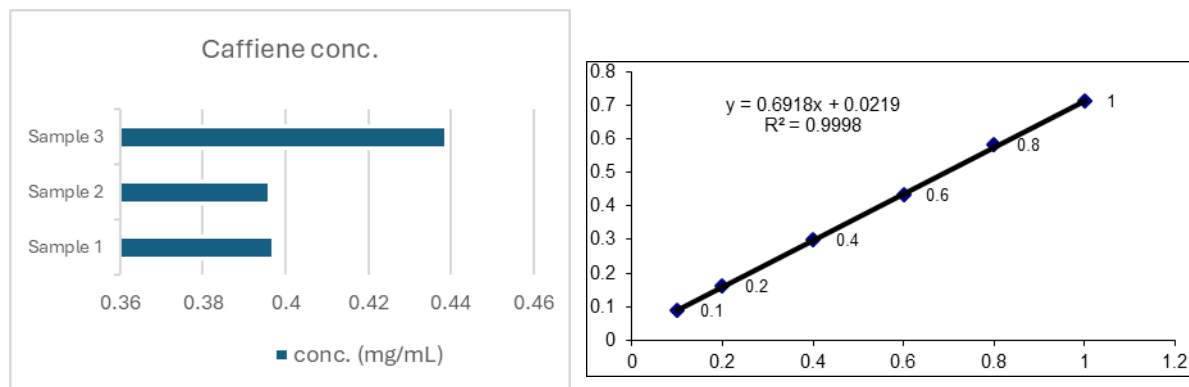 Caffiene conc.
Sample 3
Sample 2
Sample 1
0.36 0.38 0.4 0.42 0.44 0.46
conc. (mg/mL)
0.8
0.7
0.6
0.5
0.4
0.3
0.2
0.1
0
y = 0.6918x + 0.0219
R² = 0.9998
1
0.8
0.6
0.4
0.2
0.1
0 0.2 0.4 0.6 0.8 1 1.2